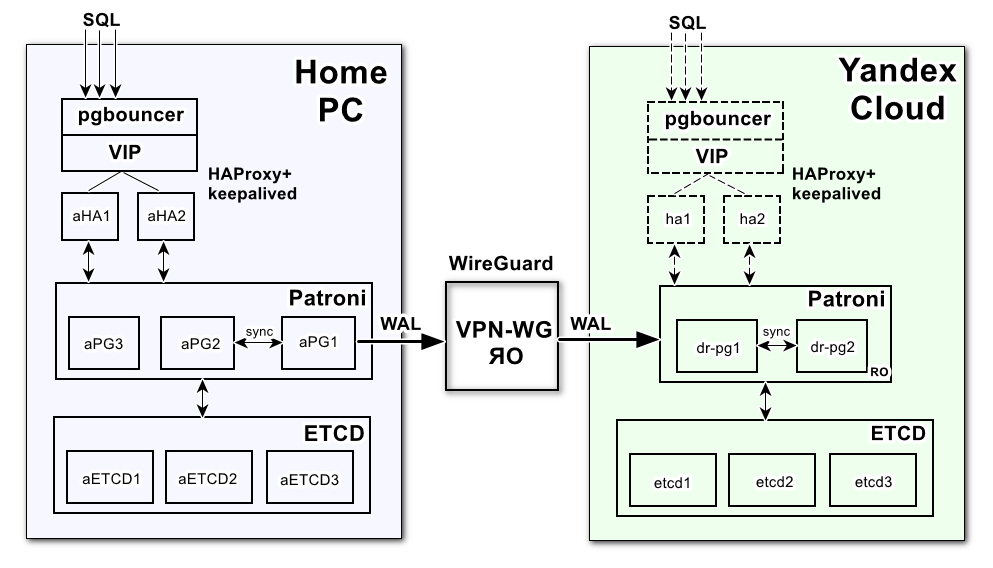 SQL
Home
PC
pgbouncer
VIP
HAProxy+
keepalived
aHA1
aHA2
Patroni
aPG3
aPG2
sync
aPG1
ETCD
aETCD1
aETCD2
aETCD3
WAL
WireGuard
VPN-WG
ЯО
WAL
SQL
Yandex
Cloud
pgbouncer
VIP
HAProxy+
keepalived
ha1
ha2
Patroni
dr-pg1
sync
dr-pg2
RO
ETCD
etcd1
etcd2
etcd3